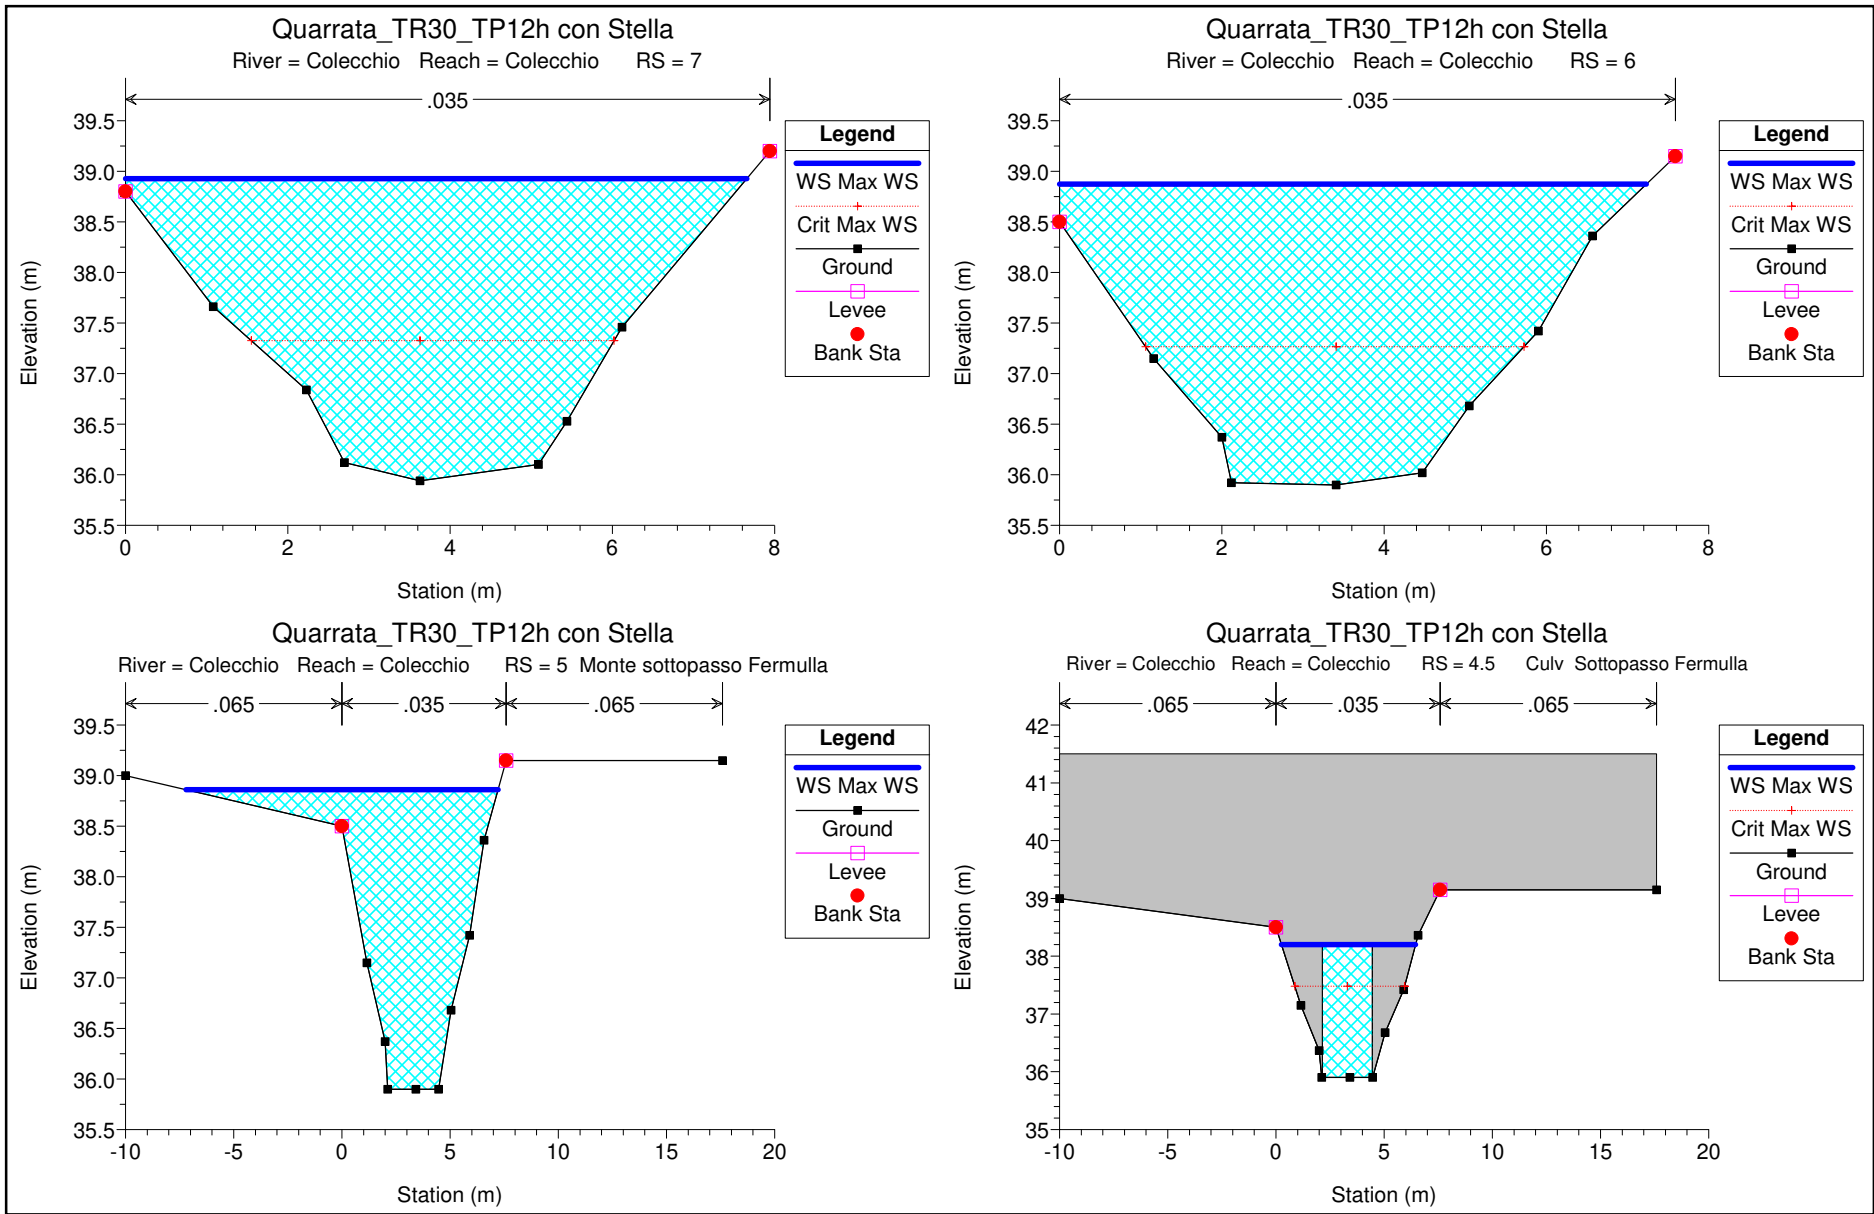 Quarrata_TR30_TP12h con Stella
River = Colecchio Reach = Colecchio RS = 7
.035
39.5
39.0
38.5
38.0
37.5
37.0
36.5
36.0
35.5
0
2
4
6
8
Elevation (m)
Station (m)
Legend
WS Max WS
Crit Max WS
Ground
Levee
Bank Sta
Quarrata_TR30_TP12h con Stella
River = Colecchio Reach = Colecchio RS = 6
.035
39.5
39.0
38.5
38.0
37.5
37.0
36.5
36.0
35.5
0
2
4
6
8
Elevation (m)
Station (m)
Legend
WS Max WS
Crit Max WS
Ground
Levee
Bank Sta
Quarrata_TR30_TP12h con Stella
River = Colecchio Reach = Colecchio RS = 5 Monte sottopasso Fermulla
.065
.035
.065
39.5
39.0
38.5
38.0
37.5
37.0
36.5
36.0
35.5
-10
-5
0
5
10
15
20
Elevation (m)
Station (m)
Legend
WS Max WS
Ground
Levee
Bank Sta
Quarrata_TR30_TP12h con Stella
River = Colecchio Reach = Colecchio RS = 4.5 Culv Sottopasso Fermulla
.065
.035
.065
42
41
40
39
38
37
36
35
-10
-5
0
5
10
15
20
Elevation (m)
Station (m)
Legend
WS Max WS
Crit Max WS
Ground
Levee
Bank Sta